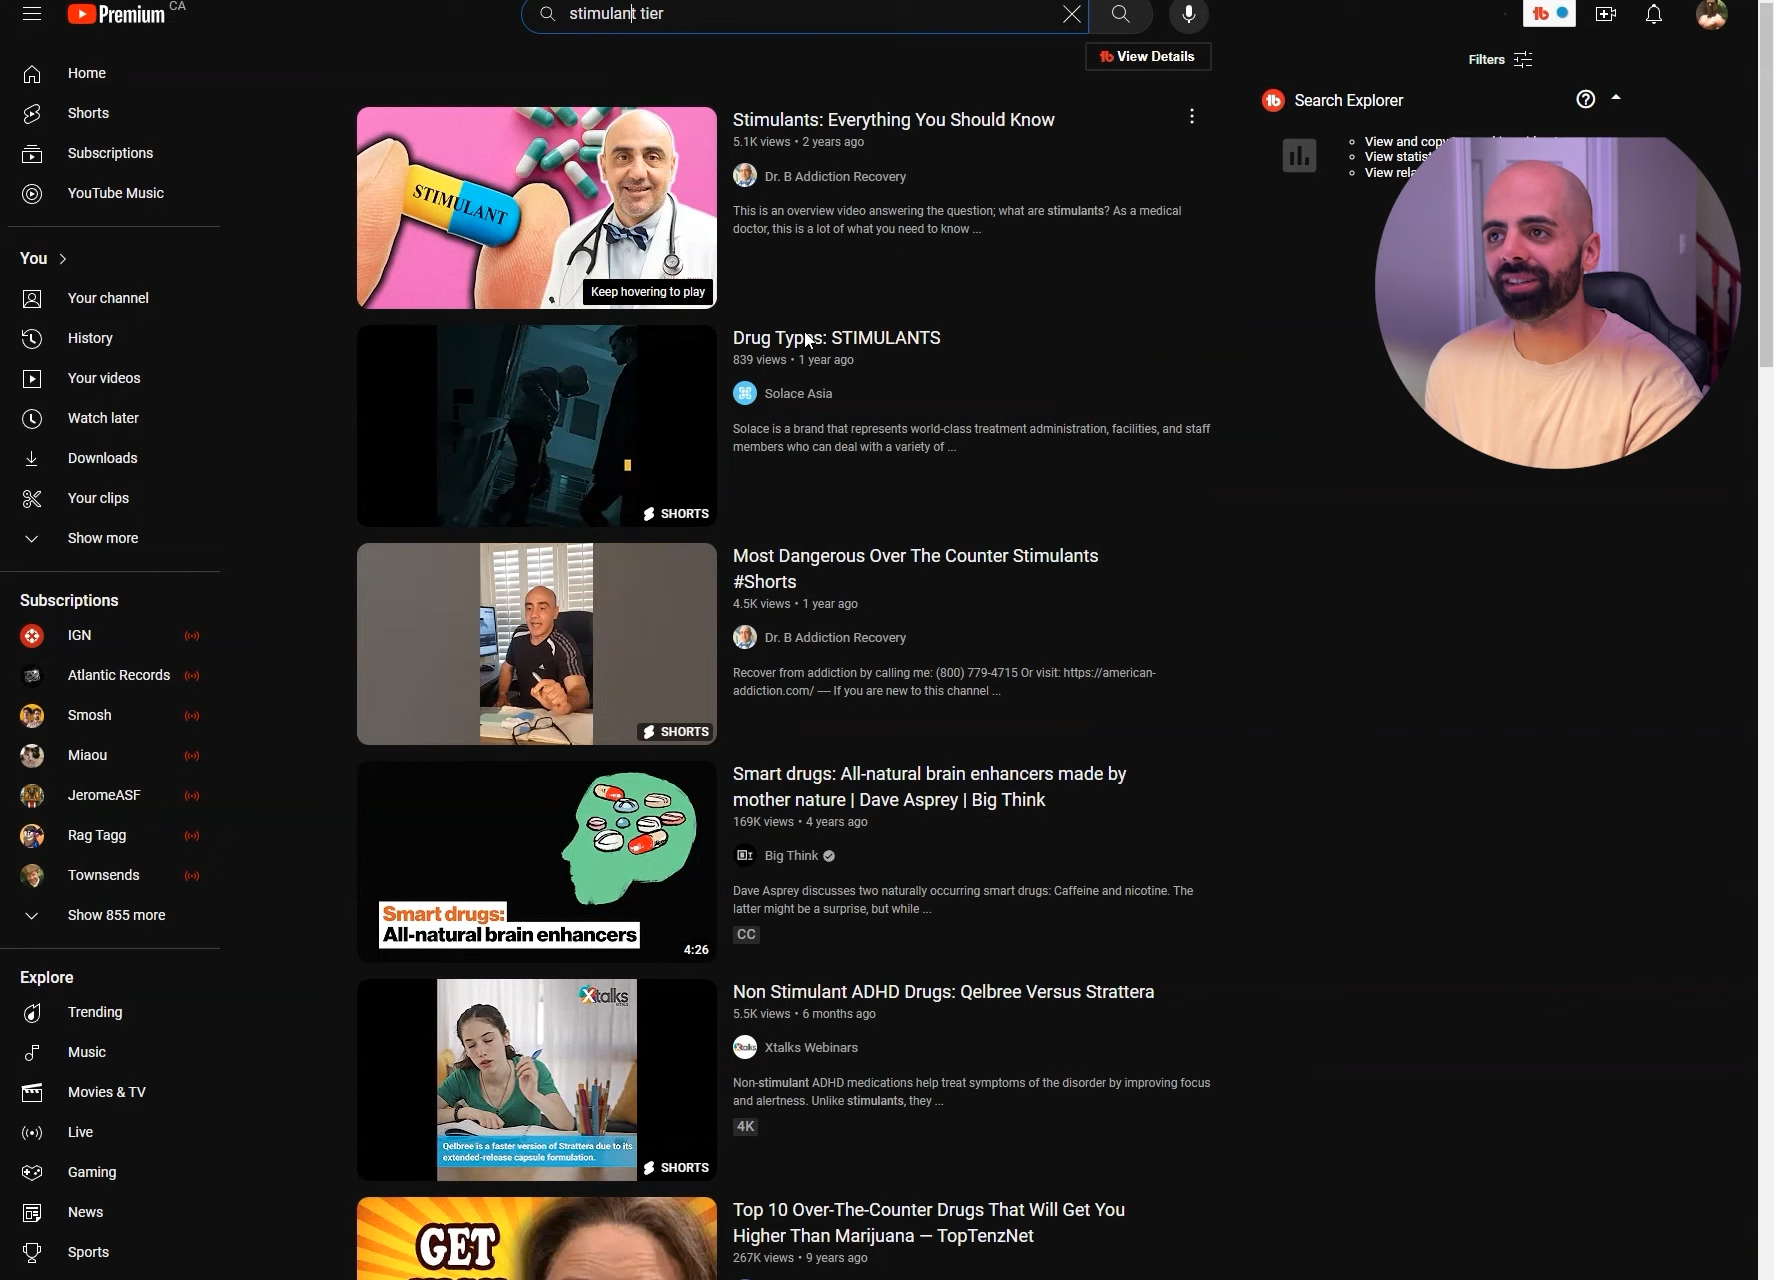 Premium CA
stimulant tier
View Details
Filters
Home
Shorts
Subscriptions
YouTube Music
You
Your channel
History
Your videos
Watch later
Downloads
Your clips
Show more
Subscriptions
IGN
Atlantic Records
Smosh
Miaou
JeromeASF
Rag Tagg
Townsends
Show 855 more
Explore
Trending
Music
Movies & TV
Live
Gaming
News
Sports
STIMULANT
Keep hovering to play
Stimulants: Everything You Should Know
5.1K views • 2 years ago
Dr. B Addiction Recovery
This is an overview video answering the question; what are stimulants? As a medical
doctor, this is a lot of what you need to know ...
SHORTS
Drug Types: STIMULANTS
839 views • 1 year ago
Solace Asia
Solace is a brand that represents world-class treatment administration, facilities, and staff
members who can deal with a variety of ...
SHORTS
Most Dangerous Over The Counter Stimulants
#Shorts
4.5K views • 1 year ago
Dr. B Addiction Recovery
Recover from addiction by calling me: (800) 779-4715 Or visit: https://american-
addiction.com/ –– If you are new to this channel ...
Smart drugs:
All-natural brain enhancers
4:26
Smart drugs: All-natural brain enhancers made by
mother nature | Dave Asprey | Big Think
169K views • 4 years ago
Big Think
Dave Asprey discusses two naturally occurring smart drugs: Caffeine and nicotine. The
latter might be a surprise, but while ...
CC
Xtalks
Qelbree is a faster version of Strattera due to its
extended-release capsule formulation.
SHORTS
Non Stimulant ADHD Drugs: Qelbree Versus Strattera
5.5K views • 6 months ago
Xtalks Webinars
Non-stimulant ADHD medications help treat symptoms of the disorder by improving focus
and alertness. Unlike stimulants, they ...
4K
GET
Top 10 Over-The-Counter Drugs That Will Get You
Higher Than Marijuana — TopTenzNet
267K views • 9 years ago
Search Explorer
View and copy
View
View